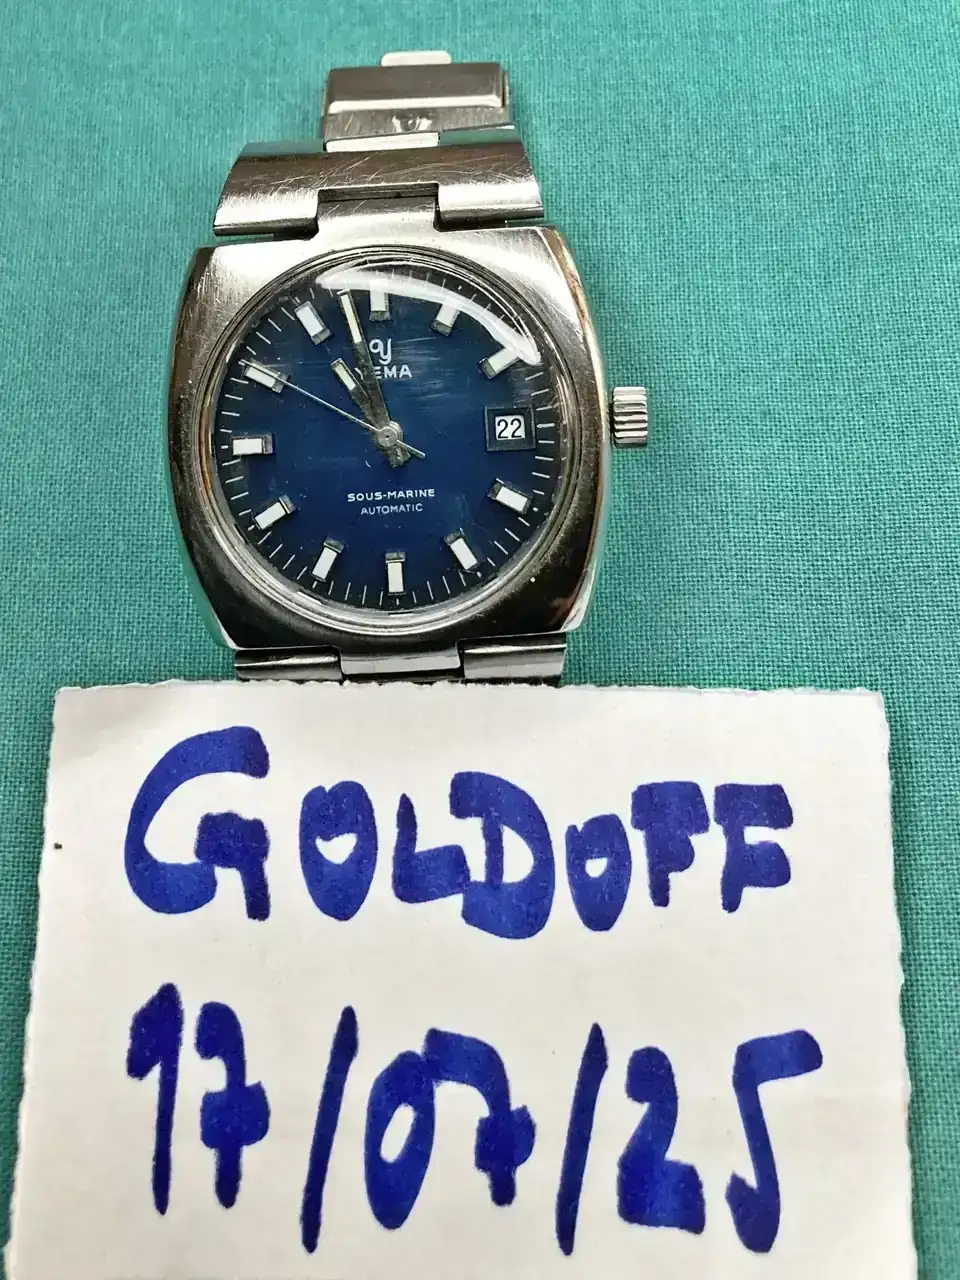 YEMA
22
SOUS-MARINE
AUTOMATIC
GOLDOFF
17/07/25